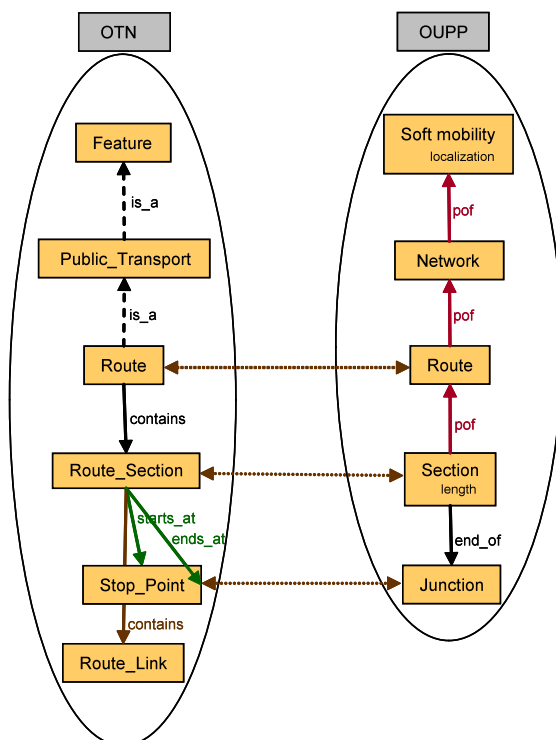 OTN
OUPP
Feature
Soft mobility
localization
is_a
pof
Public_Transport
Network
is_a
pof
Route
Route
contains
pof
Route_Section
Section
length
starts_at
ends_at
end_of
Stop_Point
Junction
contains
Route_Link